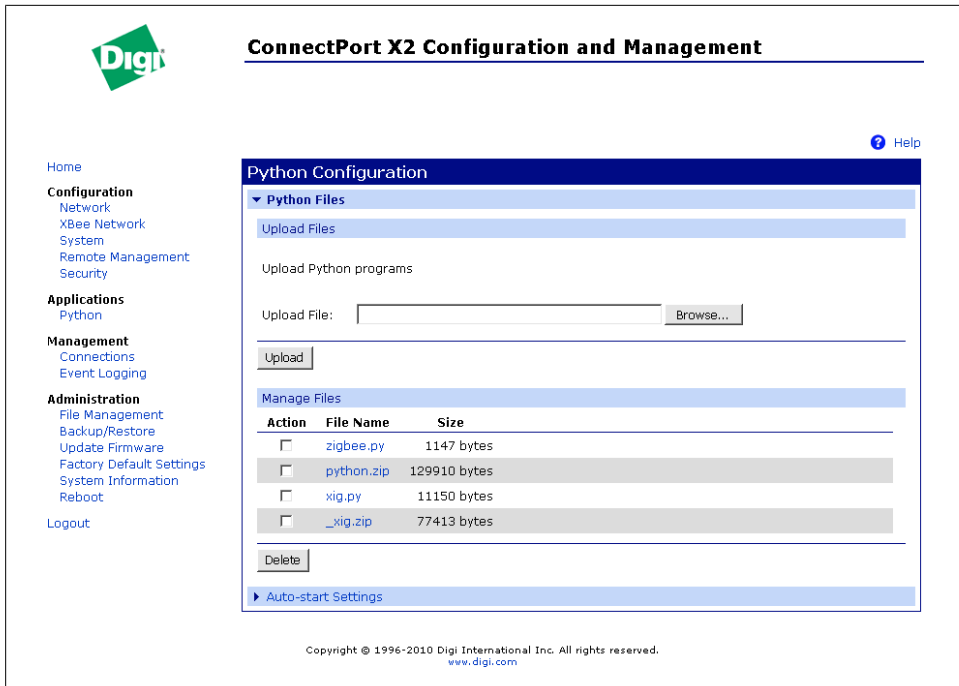 Digi
ConnectPort X2 Configuration and Management
Help
Home
Configuration
Network
XBee Network
System
Remote Management
Security
Applications
Python
Management
Connections
Event Logging
Administration
File Management
Backup/Restore
Update Firmware
Factory Default Settings
System Information
Reboot
Logout
Python Configuration
Python Files
Upload Files
Upload Python programs
Upload File: Browse...
Upload
Manage Files
Action File Name Size
zigbee.py 1147 bytes
python.zip 129910 bytes
xig.py 11150 bytes
_xig.zip 77413 bytes
Delete
Auto-start Settings
Copyright © 1996-2010 Digi International Inc. All rights reserved.
www.digi.com